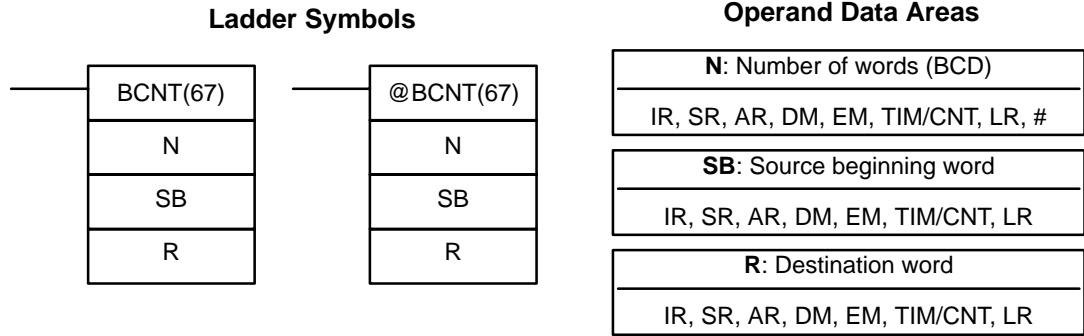 Ladder Symbols
BCNT(67)
N
SB
R
@BCNT(67)
N
SB
R
Operand Data Areas
N: Number of words (BCD)
IR, SR, AR, DM, EM, TIM/CNT, LR, #
SB: Source beginning word
IR, SR, AR, DM, EM, TIM/CNT, LR
R: Destination word
IR, SR, AR, DM, EM, TIM/CNT, LR